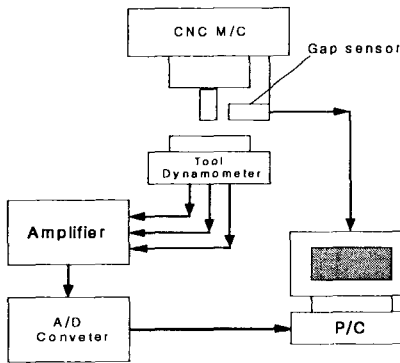 CNC M/C
Gap sensor
Tool
Dynamometer
Amplifier
A/D
Conveter
P/C